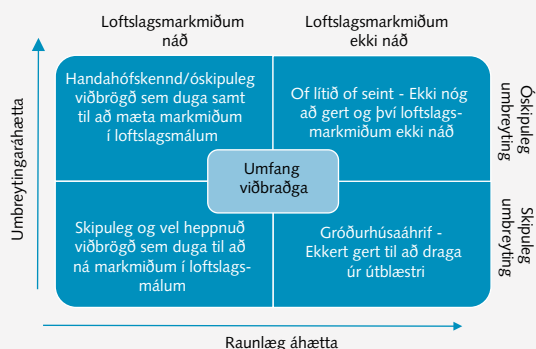 Loftslagsmarkmiðum
náð
Loftslagsmarkmiðum
ekki náð
Umbreytingaráhætta
Handahófskennd/óskipuleg
viðbrögð sem duga samt
til að mæta markmiðum
í loftslagsmálum
Of lítið of seint - Ekki nóg
að gert og því loftslags-
markmiðum ekki náð
Óskipuleg
umbreyting
Umfang
viðbraðga
Skipuleg og vel heppnuð
viðbrögð sem duga til að
ná markmiðum í loftslags-
málum
Gróðurhúsaáhrif -
Ekkert gert til að draga
úr útblæstri
Skipuleg
umbreyting
Raunlæg áhætta